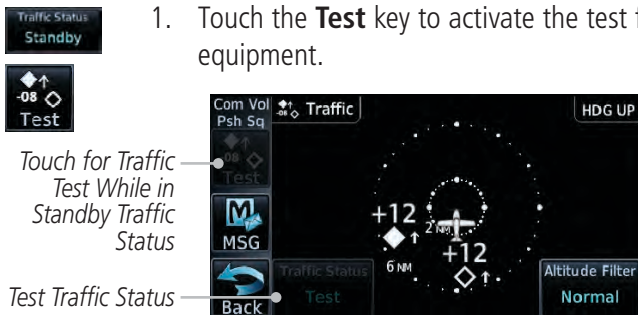 Traffic Status
Standby
-08
Test
1. Touch the Test key to activate the test
equipment.
Touch for Traffic
Test While in
Standby Traffic
Status
Test Traffic Status
Com Vol
Psh Sq
Traffic
HDG UP
-08
Test
MSG
Back
+12
2 NM
+12
6 NM
Traffic Status
Test
Altitude Filter
Normal